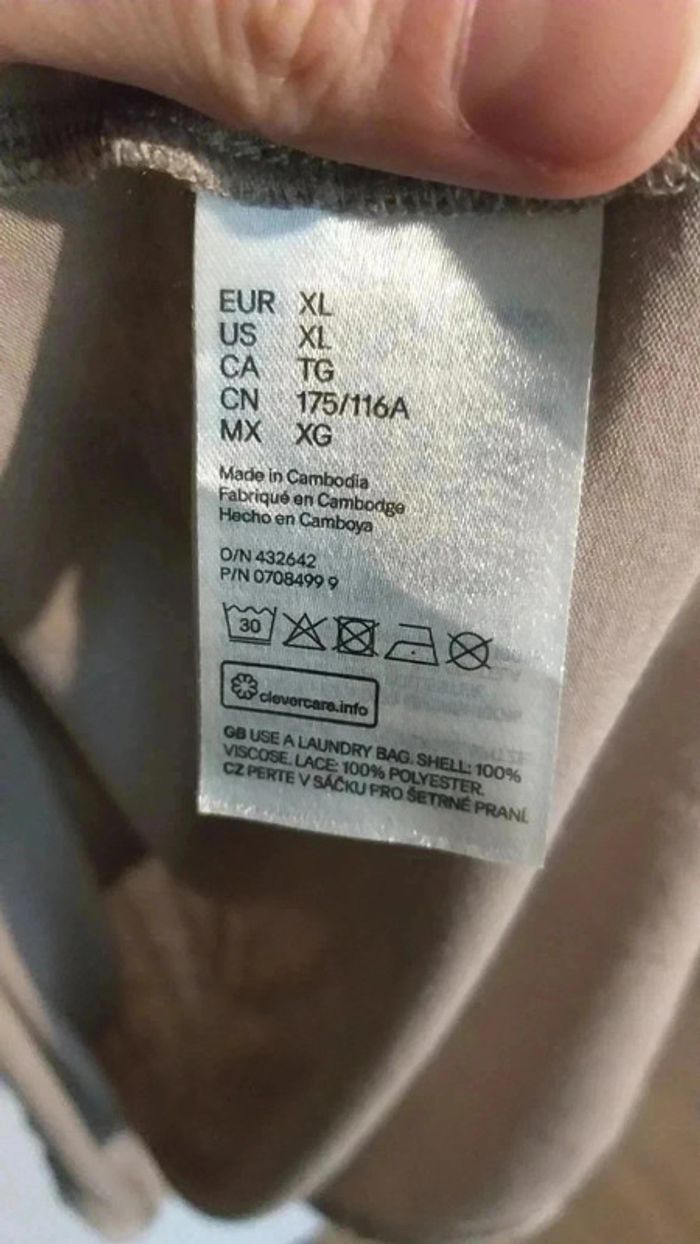 EUR XL
US XL
CA TG
CN 175/116A
MX XG
Made in Cambodia
Fabriqué en Cambodge
Hecho en Camboya
O/N 432642
P/N 0708499 9
30
clevercare.info
GB USE A LAUNDRY BAG. SHELL: 100%
VISCOSE. LACE: 100% POLYESTER.
CZ PERTE V SÁČKU PRO ŠETRNÉ PRANÍ.